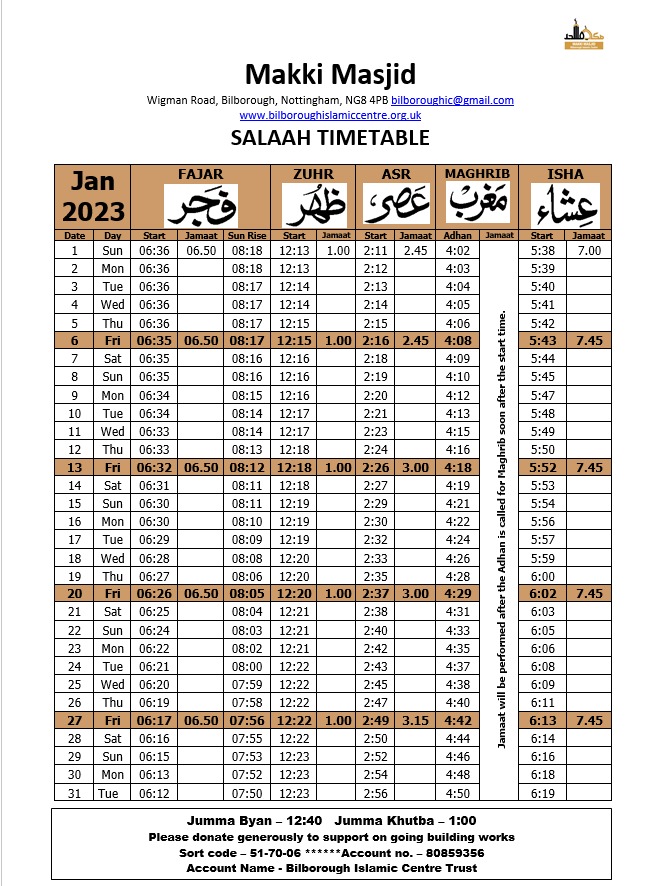 Makki Masjid
Wigman Road, Bilborough, Nottingham, NG8 4PB bilboroughic@gmail.com
www.bilboroughislamiccentre.org.uk
SALAAH TIMETABLE
Jan 2023 FAJAR ZUHR ASR MAGHRIB ISHA
فَجَر ظُهَر عَصَر مَغرِب عِشَاء
Date Day Start Jamaat Sun Rise Start Jamaat Start Jamaat Adhan Jamaat Start Jamaat
1 Sun 06:36 06.50 08:18 12:13 1.00 2:11 2.45 4:02 5:38 7.00
2 Mon 06:36 08:18 12:13 2:12 4:03 5:39
3 Tue 06:36 08:17 12:14 2:13 4:04 5:40
4 Wed 06:36 08:17 12:14 2:14 4:05 5:41
5 Thu 06:36 08:17 12:15 2:15 4:06 5:42
6 Fri 06:35 06.50 08:17 12:15 1.00 2:16 2.45 4:08 5:43 7.45
7 Sat 06:35 08:16 12:16 2:18 4:09 5:44
8 Sun 06:35 08:16 12:16 2:19 4:10 5:45
9 Mon 06:34 08:15 12:16 2:20 4:12 5:47
10 Tue 06:34 08:14 12:17 2:21 4:13 5:48
11 Wed 06:33 08:14 12:17 2:23 4:15 5:49
12 Thu 06:33 08:13 12:18 2:24 4:16 5:50
13 Fri 06:32 06.50 08:12 12:18 1.00 2:26 3.00 4:18 5:52 7.45
14 Sat 06:31 08:11 12:18 2:27 4:19 5:53
15 Sun 06:30 08:11 12:19 2:29 4:21 5:54
16 Mon 06:30 08:10 12:19 2:30 4:22 5:56
17 Tue 06:29 08:09 12:19 2:32 4:24 5:57
18 Wed 06:28 08:08 12:20 2:33 4:26 5:59
19 Thu 06:27 08:06 12:20 2:35 4:28 6:00
20 Fri 06:26 06.50 08:05 12:20 1.00 2:37 3.00 4:29 6:02 7.45
21 Sat 06:25 08:04 12:21 2:38 4:31 6:03
22 Sun 06:24 08:03 12:21 2:40 4:33 6:05
23 Mon 06:22 08:02 12:21 2:42 4:35 6:06
24 Tue 06:21 08:00 12:22 2:43 4:37 6:08
25 Wed 06:20 07:59 12:22 2:45 4:38 6:09
26 Thu 06:19 07:58 12:22 2:47 4:40 6:11
27 Fri 06:17 06.50 07:56 12:22 1.00 2:49 3.15 4:42 6:13 7.45
28 Sat 06:16 07:55 12:22 2:50 4:44 6:14
29 Sun 06:15 07:53 12:23 2:52 4:46 6:16
30 Mon 06:13 07:52 12:23 2:54 4:48 6:18
31 Tue 06:12 07:50 12:23 2:56 4:50 6:19
Jamaat will be performed after the Adhan is called for Maghrib soon after the start time.
Jumma Byan – 12:40 Jumma Khutba – 1:00
Please donate generously to support on going building works
Sort code – 51-70-06 ******Account no. – 80859356
Account Name - Bilborough Islamic Centre Trust